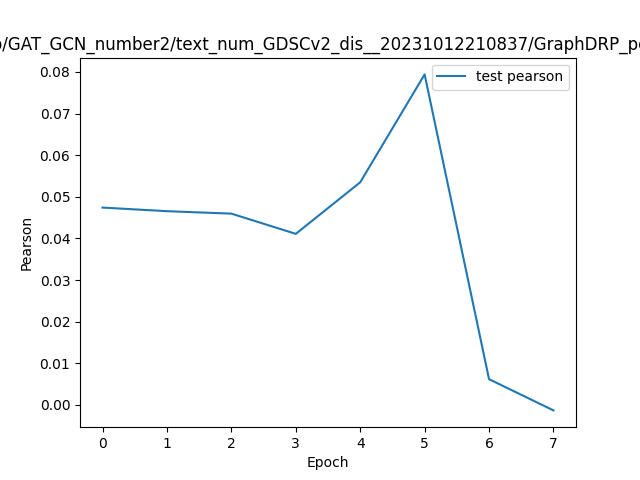 /GAT_GCN_number2/text_num_GDSCv2_dis__20231012210837/GraphDRP_pe
test pearson
0.08
0.07
0.06
0.05
0.04
0.03
0.02
0.01
0.00
Pearson
0 1 2 3 4 5 6 7
Epoch